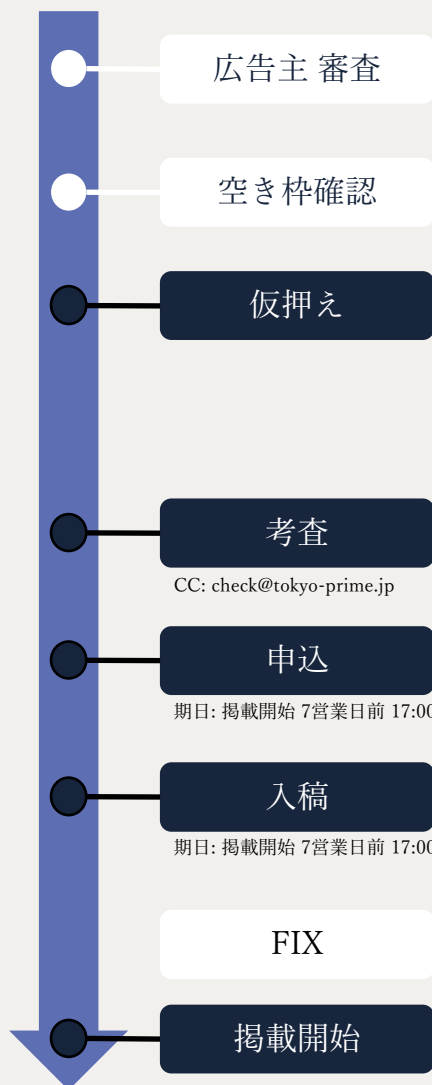 広告主 審査
空き枠確認
仮押え
考査
CC: check@tokyo-prime.jp
申込
期日: 掲載開始 7営業日前 17:00
入稿
期日: 掲載開始 7営業日前 17:00
FIX
掲載開始